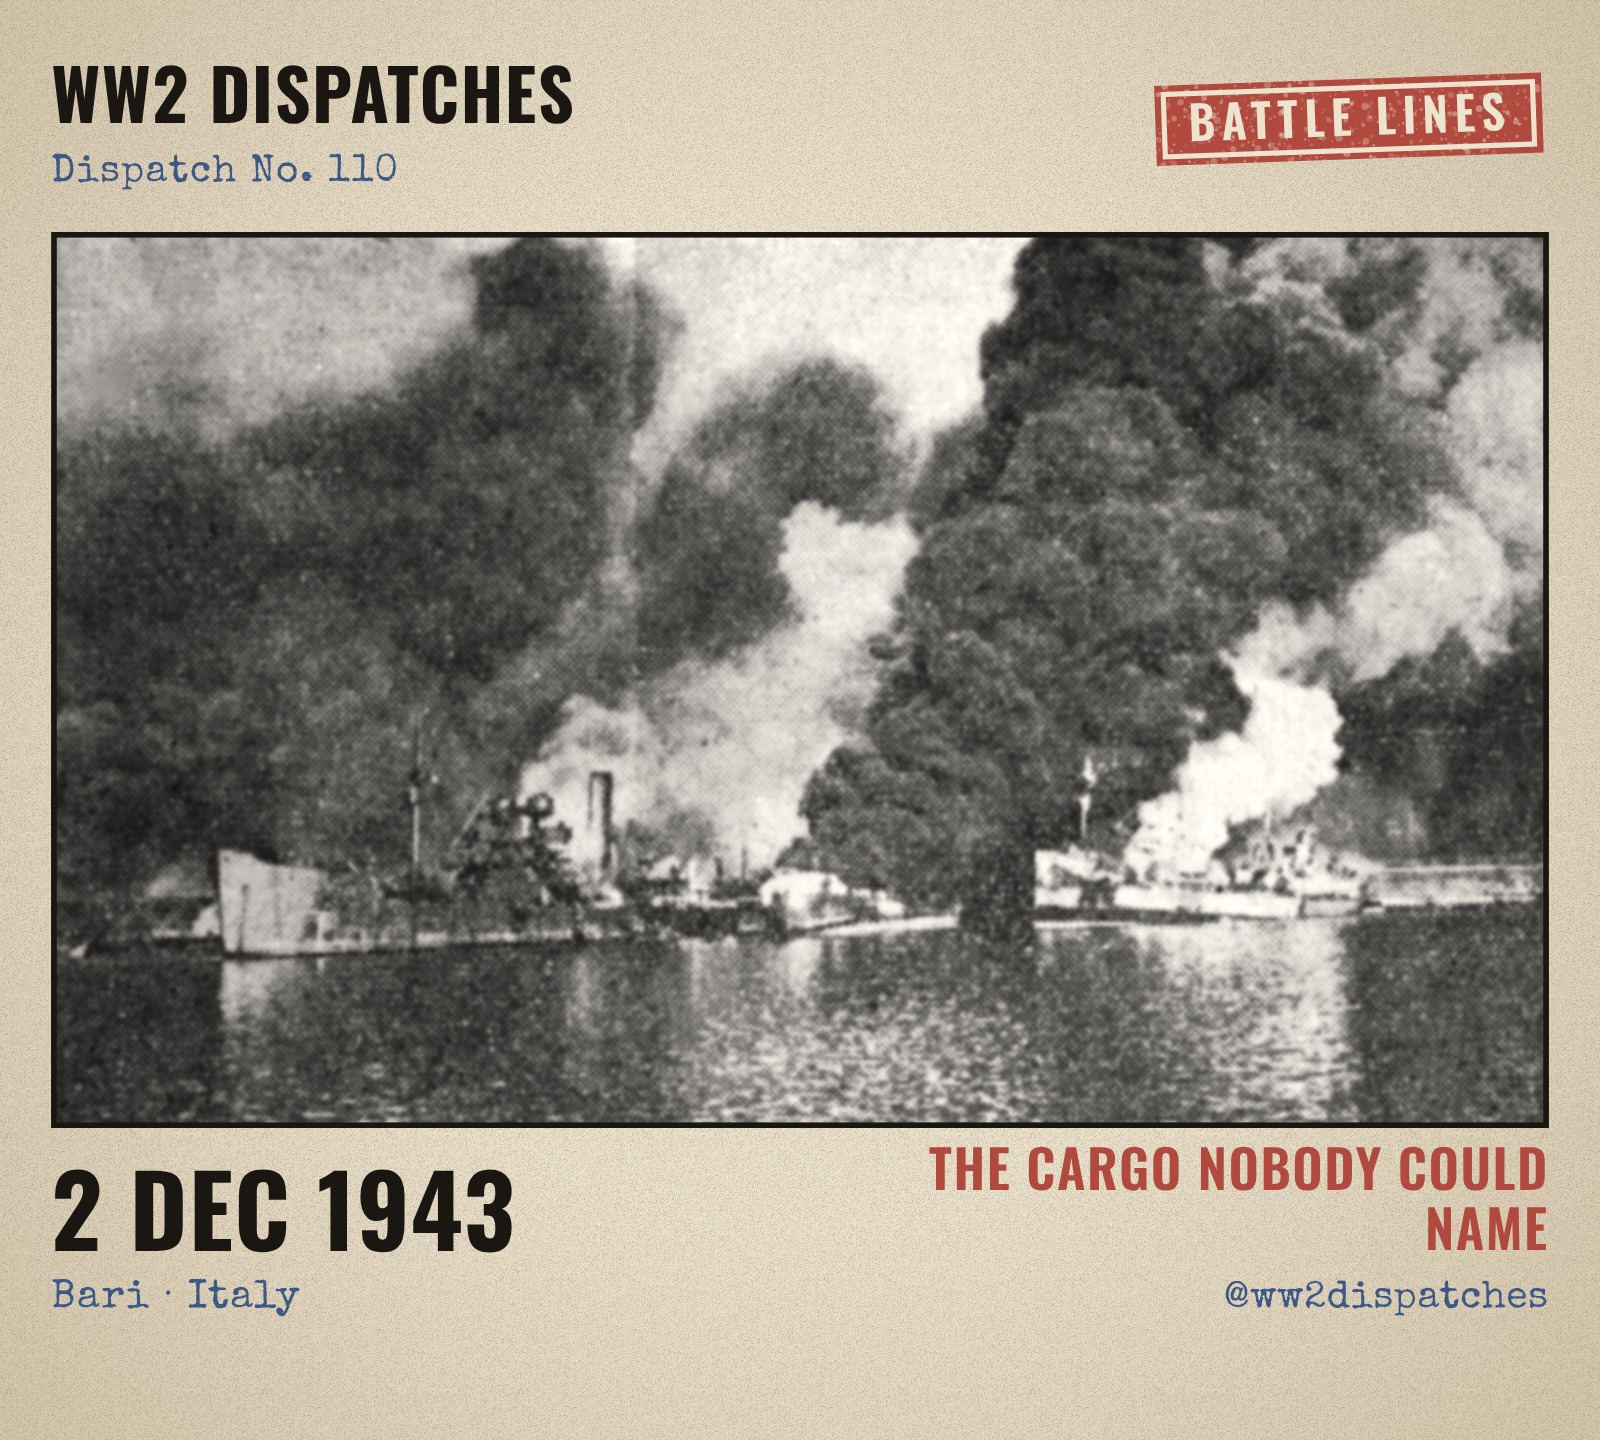 WW2 DISPATCHES
Dispatch No. 110
BATTLE LINES
2 DEC 1943
Bari · Italy
THE CARGO NOBODY COULD
NAME
@ww2dispatches